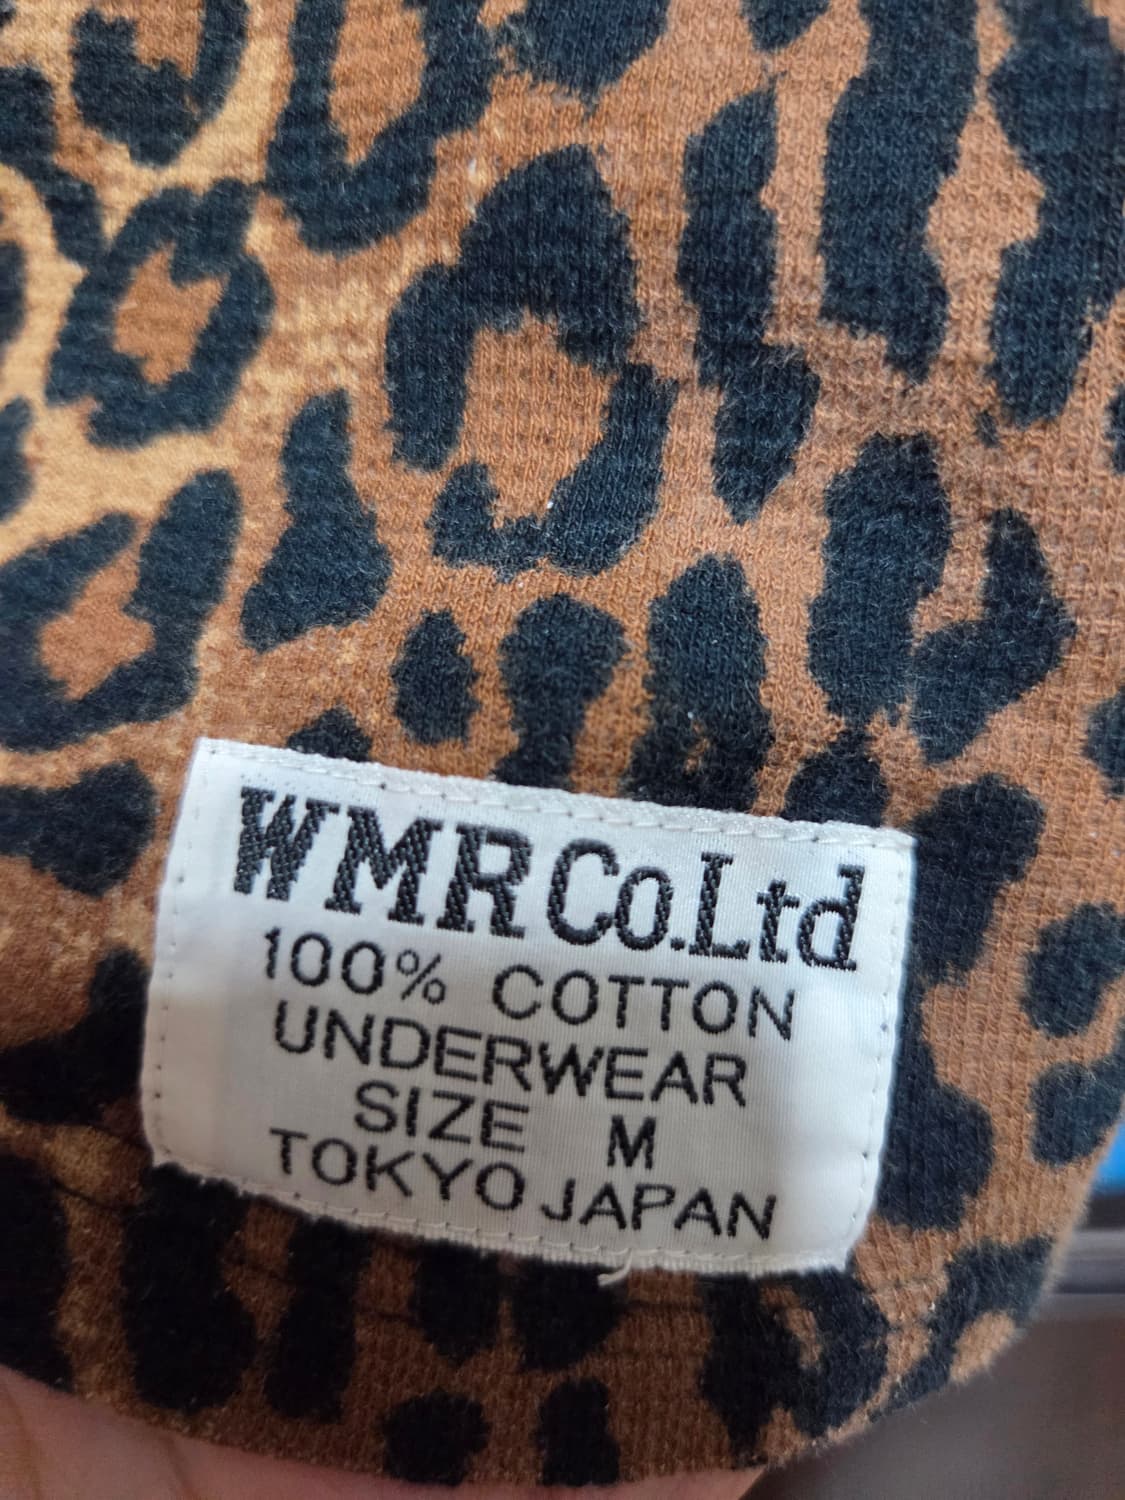 WMR Co.Ltd
100% COTTON
UNDERWEAR
SIZE M
TOKYO JAPAN